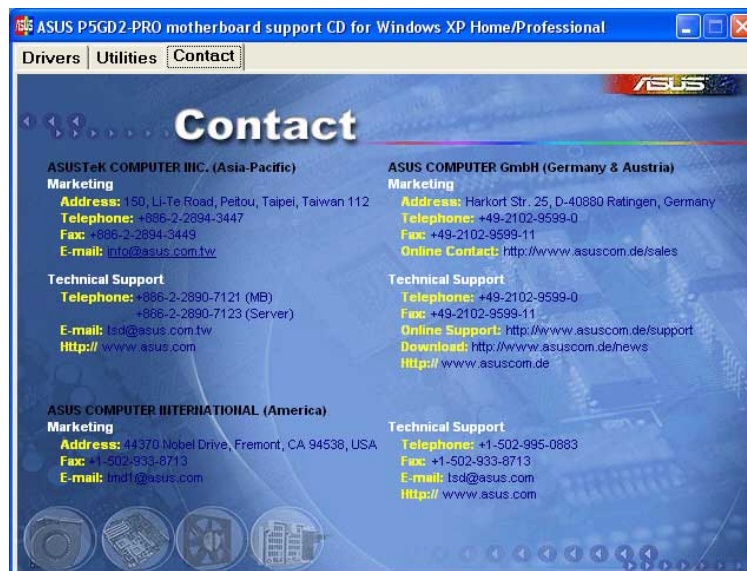 ASUS P5GD2-PRO motherboard support CD for Windows XP Home/Professional
Drivers
Utilities
Contact
ASUS
Contact
ASUSTeK COMPUTER INC. (Asia-Pacific)
Marketing
Address: 150, Li-Te Road, Peitou, Taipei, Taiwan 112
Telephone: +886-2-2894-3447
Fax: +886-2-2894-3449
E-mail: info@asus.com.tw
Technical Support
Telephone: +886-2-2890-7121 (MB)
+886-2-2890-7123 (Server)
E-mail: tsd@asus.com.tw
Http:// www.asus.com
ASUS COMPUTER GmbH (Germany & Austria)
Marketing
Address: Harkort Str. 25, D-40880 Ratingen, Germany
Telephone: +49-2102-9599-0
Fax: +49-2102-9599-11
Online Contact: http://www.asuscom.de/sales
Technical Support
Telephone: +49-2102-9599-0
Fax: +49-2102-9599-11
Online Support: http://www.asuscom.de/support
Download: http://www.asuscom.de/news
Http:// www.asuscom.de
ASUS COMPUTER INTERNATIONAL (America)
Marketing
Address: 44370 Nobel Drive, Fremont, CA 94538, USA
Fax: +1-502-933-8713
E-mail: tmd1@asus.com
Technical Support
Telephone: +1-502-995-0883
Fax: +1-502-933-8713
E-mail: tsd@asus.com
Http:// www.asus.com